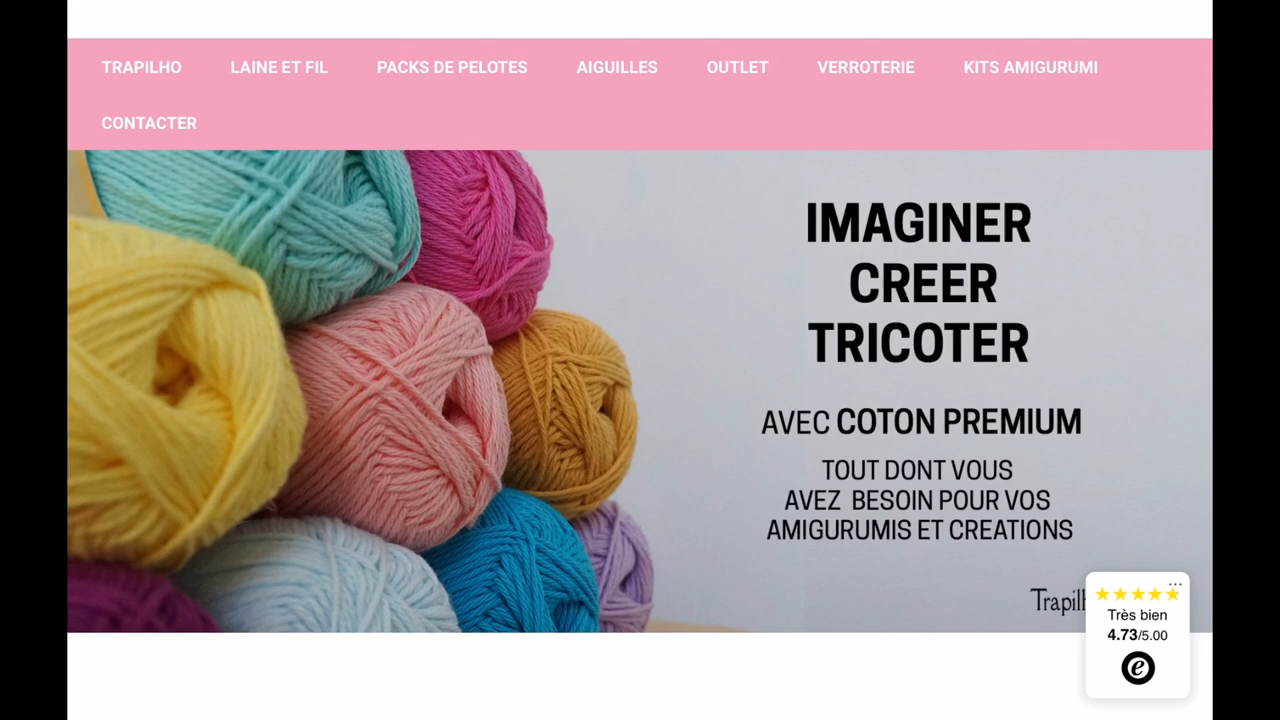 TRAPILHO LAINE ET FIL PACKS DE PELOTES AIGUILLES OUTLET VERROTERIE KITS AMIGURUMI
CONTACTER
IMAGINER
CREER
TRICOTER
AVEC COTON PREMIUM
TOUT DONT VOUS
AVEZ BESOIN POUR VOS
AMIGURUMIS ET CREATIONS
Très bien
4.73/5.00
e